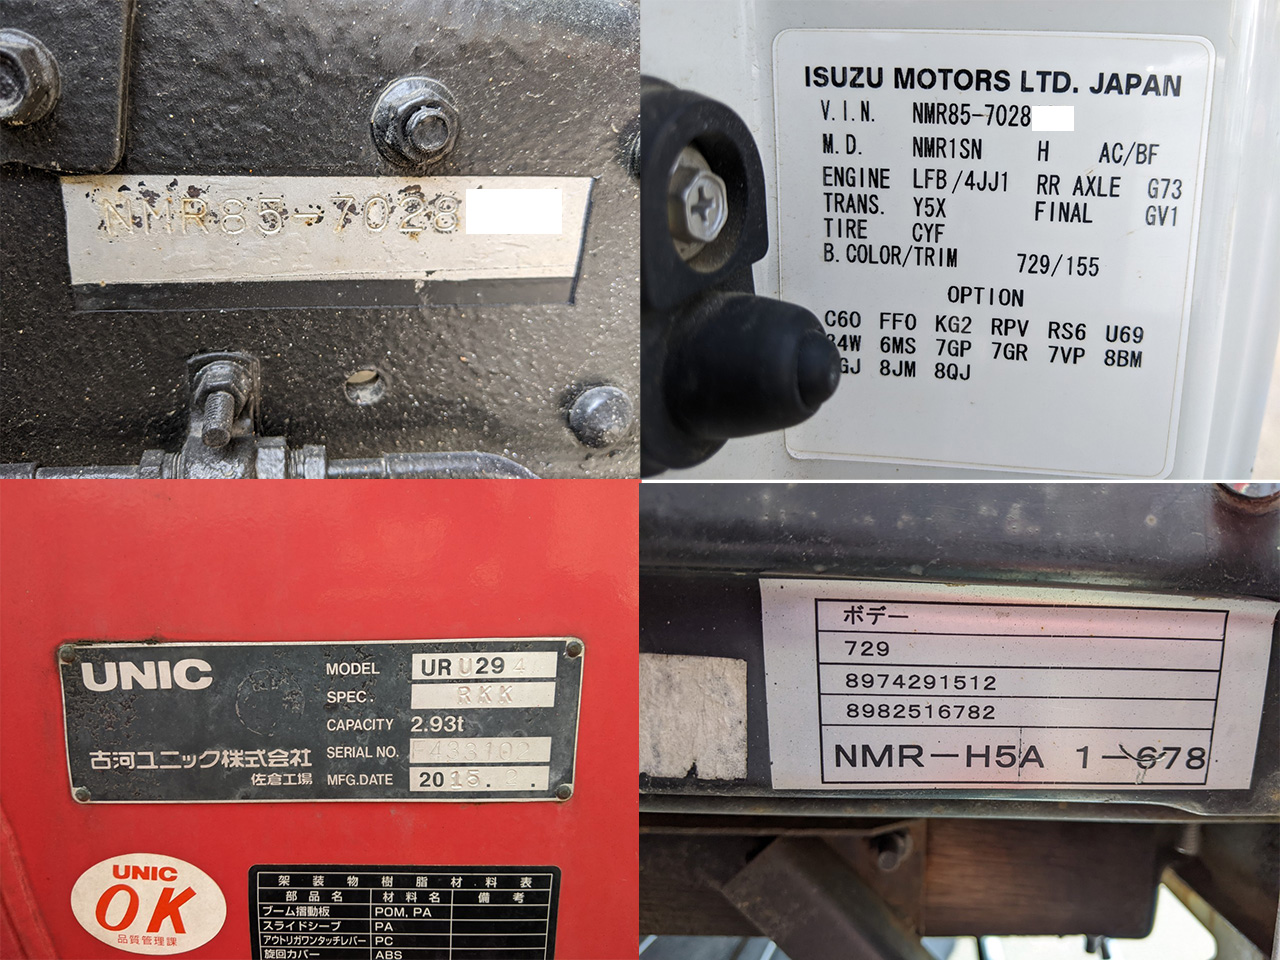 NMR85-7028
ISUZU MOTORS LTD. JAPAN
V.I.N. NMR85-7028
M.D. NMR1SN H AC/BF
ENGINE LFB/4JJ1 RR AXLE G73
TRANS. Y5X FINAL GV1
TIRE CYF
B.COLOR/TRIM 729/155
OPTION
C60 FF0 KG2 RPV RS6 U69
6MS 7GP 7GR 7VP 8BM
8JM 8QJ
UNIC
古河ユニック株式会社
佐倉工場
MODEL URU294
SPEC. RKK
CAPACITY 2.93t
SERIAL NO.
MFG.DATE 2015.
UNIC
OK
品質管理課
架装物樹脂材料表
部品名 材料名 備考
ブーム摺動板 POM, PA
スライドシーブ PA
アウトリガワンタッチレバー PC
旋回カバー ABS
ボデー
729
8974291512
8982516782
NMR-H5A 1-678